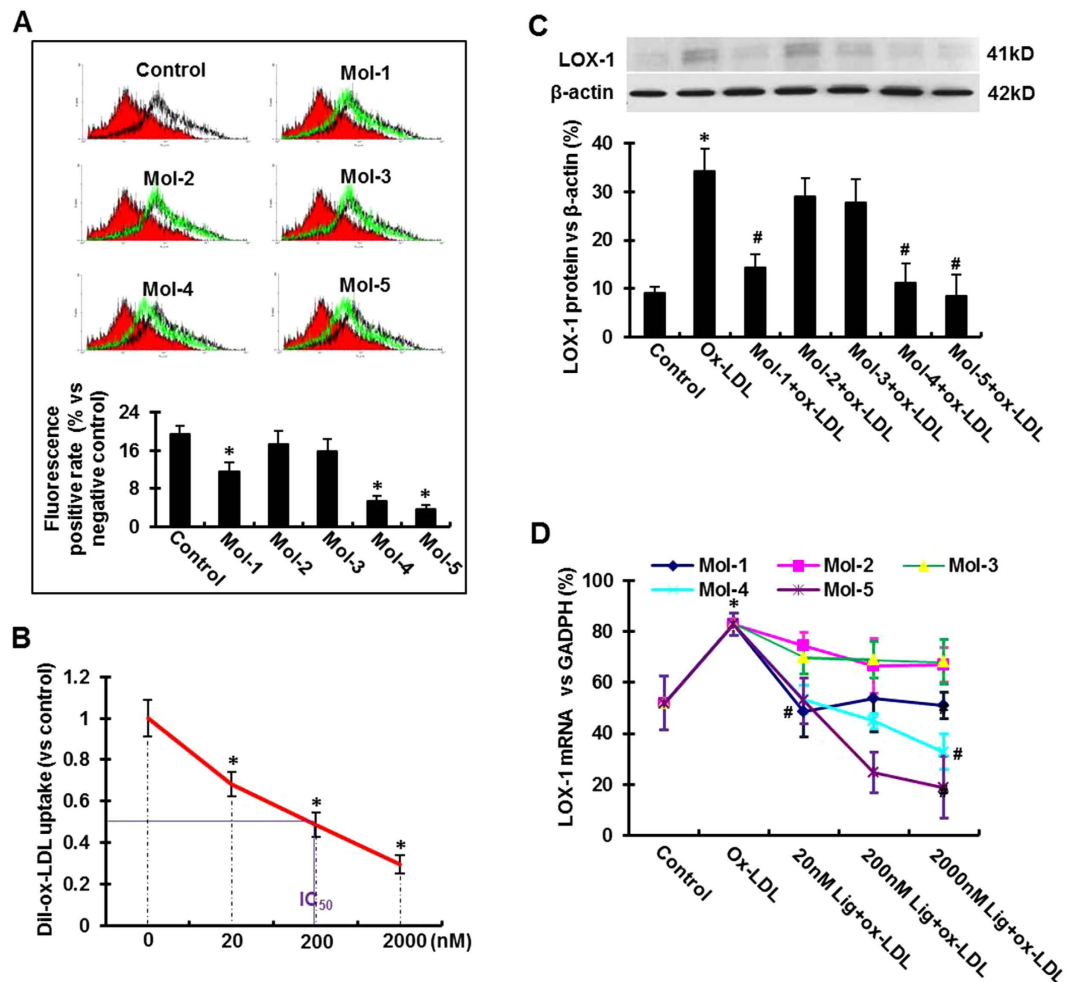 A
Control
Mol-1
Mol-2
Mol-3
Mol-4
Mol-5
Fluorescence
positive rate (% vs
negative control)
24
16
8
0
Control
Mol-1
Mol-2
Mol-3
Mol-4
Mol-5
*
*
*
B
Dil-ox-LDL uptake (vs control)
1.2
1
0.8
0.6
0.4
0.2
0
*
*
*
IC50
0
20
200
2000 (nM)
C
LOX-1
41kD
β-actin
42kD
LOX-1 protein vs β-actin (%)
40
30
20
10
0
*
#
#
#
Control
Ox-LDL
Mol-1+ox-LDL
Mol-2+ox-LDL
Mol-3+ox-LDL
Mol-4+ox-LDL
Mol-5+ox-LDL
D
Mol-1
Mol-2
Mol-3
Mol-4
Mol-5
LOX-1 mRNA vs GADPH (%)
100
80
60
40
20
0
*
#
#
#
#
Control
Ox-LDL
20nM Lig+ox-LDL
200nM Lig+ox-LDL
2000nM Lig+ox-LDL